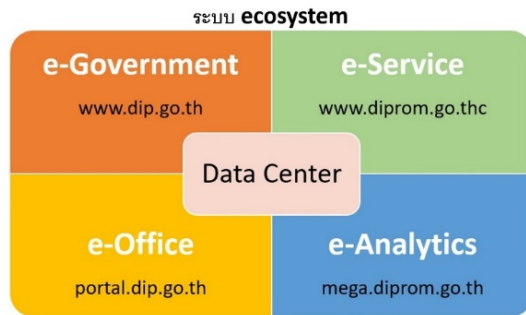 ระบบ ecosystem
e-Government
www.dip.go.th
e-Service
www.diprom.go.thc
Data Center
e-Office
portal.dip.go.th
e-Analytics
mega.diprom.go.th